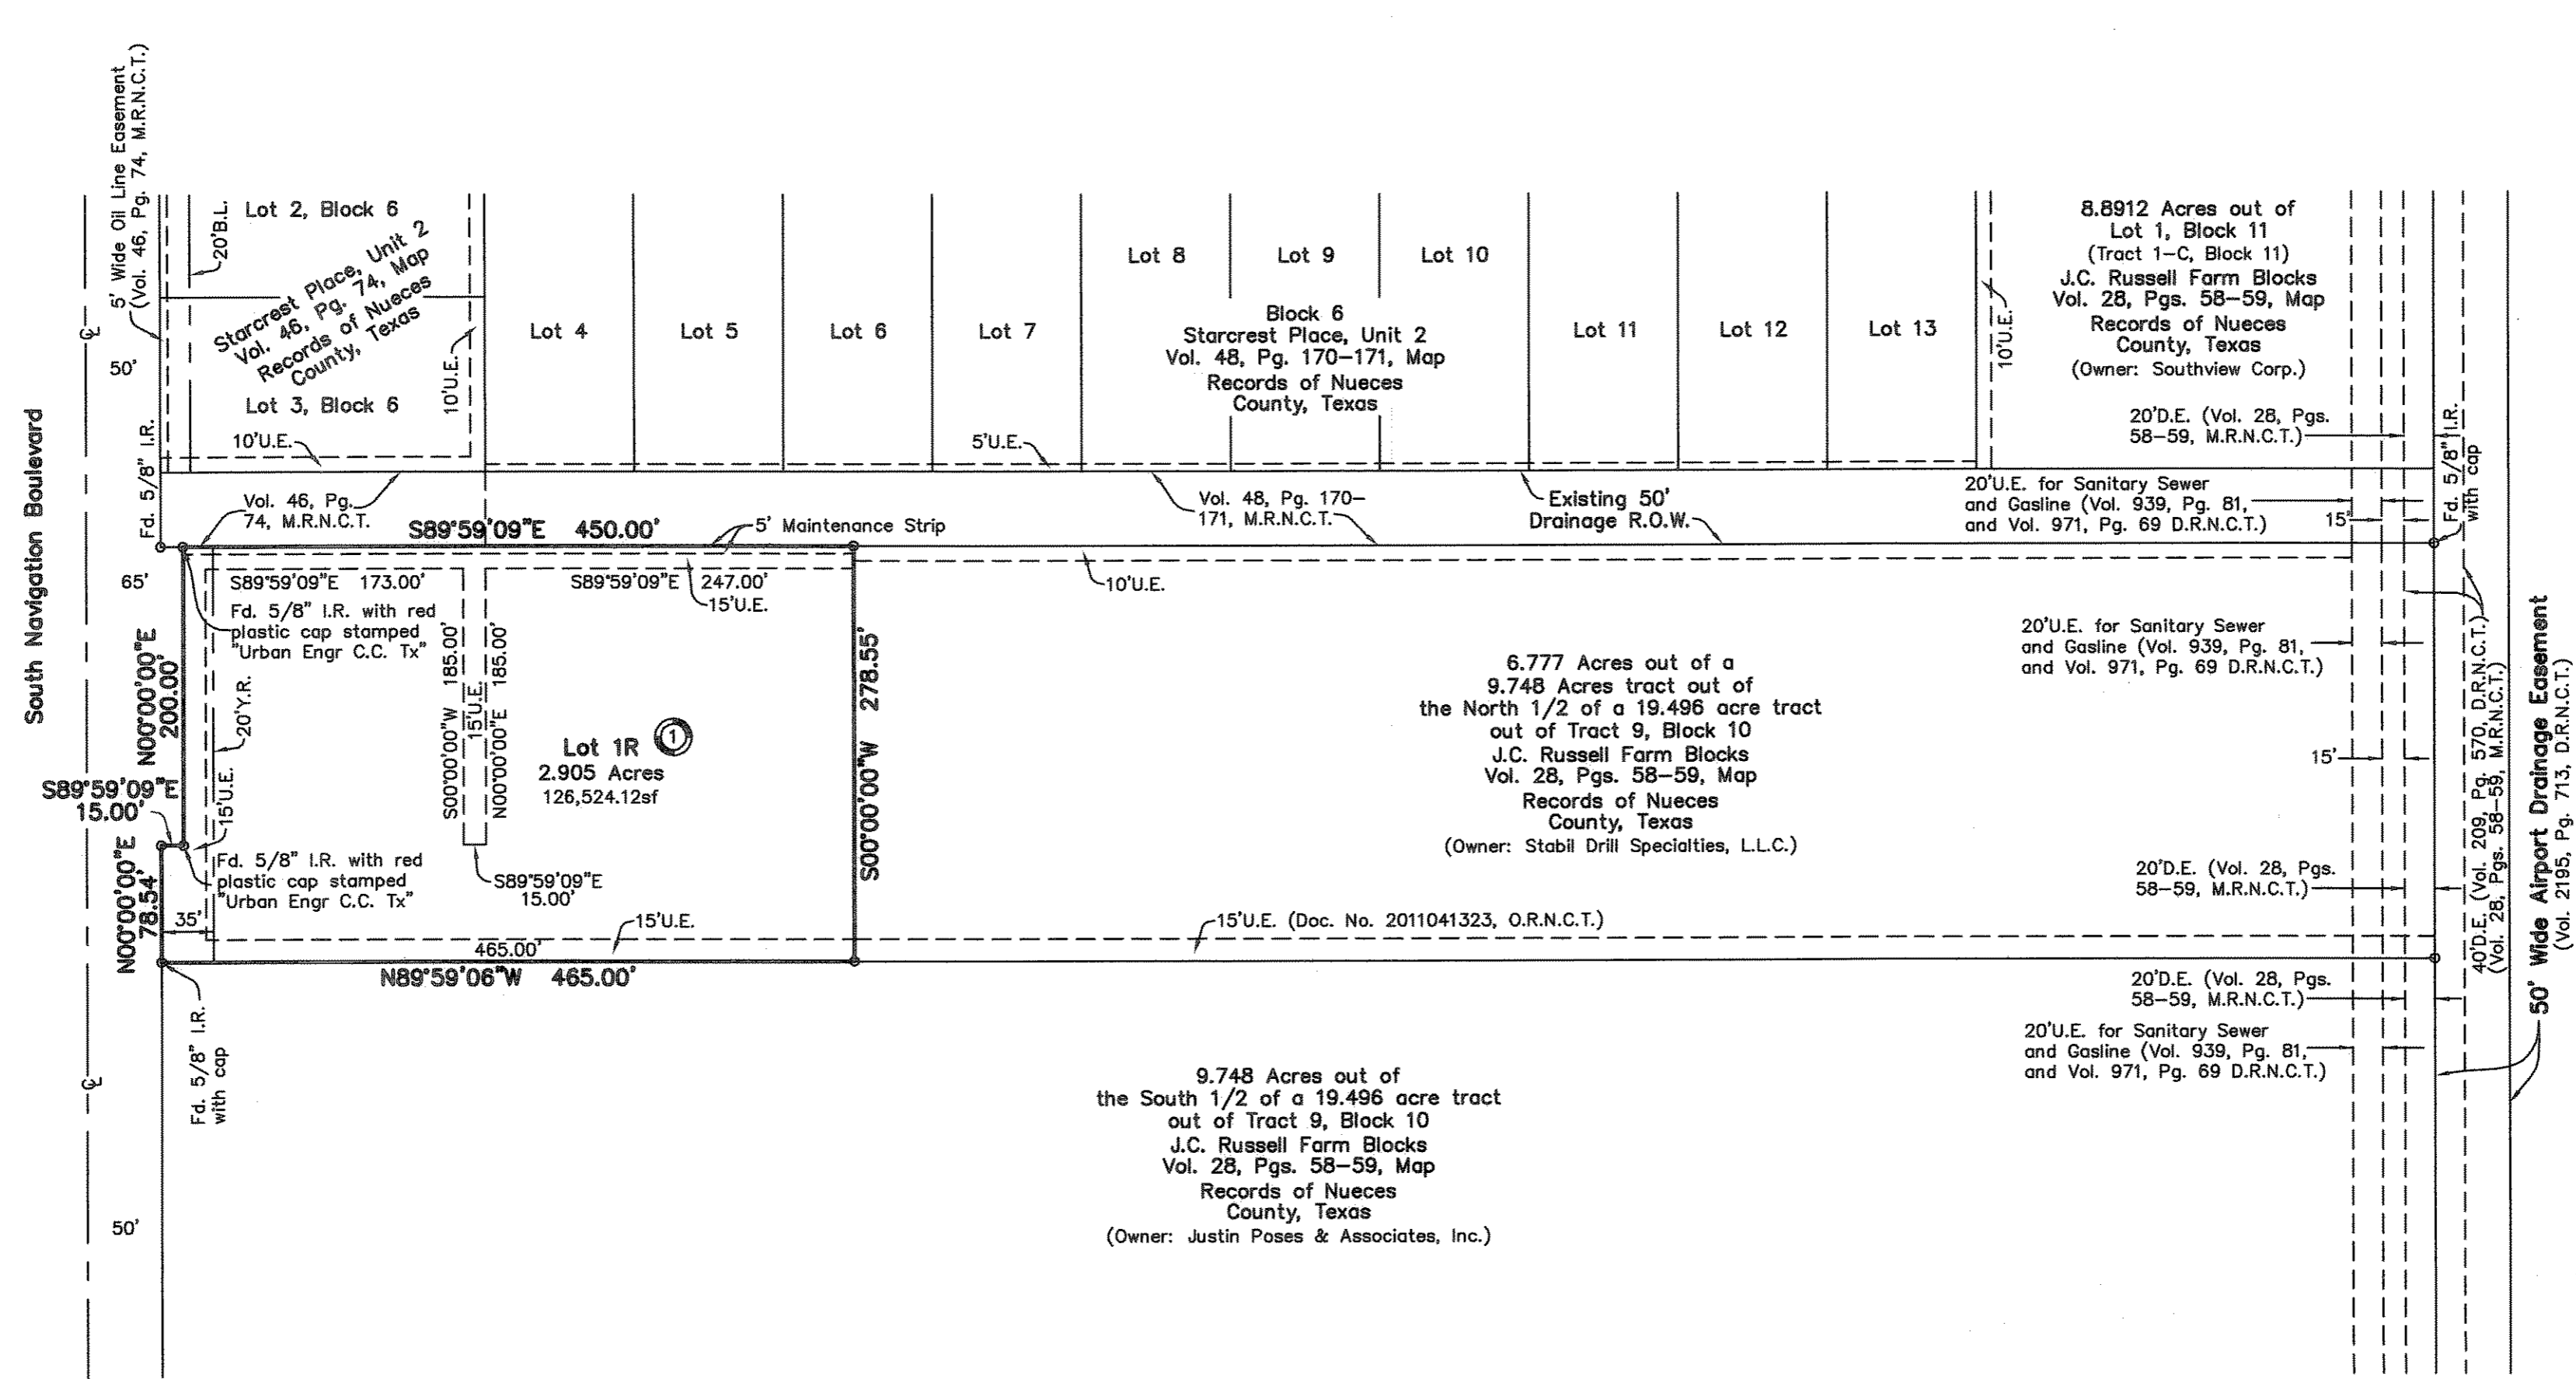 South Navigation Boulevard
5' Wide Oil Line Easement
(Vol. 46, Pg. 74, M.R.N.C.T.)
20'B.L.
Lot 2, Block 6
Starcrest Place, Unit 2
Vol. 46, Pg. 74, Map
Records of Nueces
County, Texas
Lot 3, Block 6
10'U.E.
10'U.E.
℄
50'
Fd. 5/8" I.R.
Lot 4
Lot 5
Lot 6
Lot 7
Lot 8
Lot 9
Lot 10
Block 6
Starcrest Place, Unit 2
Vol. 48, Pg. 170-171, Map
Records of Nueces
County, Texas
Lot 11
Lot 12
Lot 13
10'U.E.
5'U.E.
8.8912 Acres out of
Lot 1, Block 11
(Tract 1-C, Block 11)
J.C. Russell Farm Blocks
Vol. 28, Pgs. 58-59, Map
Records of Nueces
County, Texas
(Owner: Southview Corp.)
20'D.E. (Vol. 28, Pgs.
58-59, M.R.N.C.T.)
Fd. 5/8" I.R.
with cap
Vol. 46, Pg.
74, M.R.N.C.T.
Vol. 48, Pg. 170-
171, M.R.N.C.T.
Existing 50'
Drainage R.O.W.
20'U.E. for Sanitary Sewer
and Gasline (Vol. 939, Pg. 81,
and Vol. 971, Pg. 69 D.R.N.C.T.)
15'
S89°59'09"E 450.00'
5' Maintenance Strip
65'
S89°59'09"E 173.00'
S89°59'09"E 247.00'
15'U.E.
10'U.E.
Fd. 5/8" I.R. with red
plastic cap stamped
"Urban Engr C.C. Tx"
N00°00'00"E
200.00'
20'Y.R.
S00°00'00"W 185.00'
15'U.E.
N00°00'00"E 185.00'
Lot 1R
1
2.905 Acres
126,524.12sf
S00°00'00"W 278.55'
S89°59'09"E
15.00'
15'U.E.
Fd. 5/8" I.R. with red
plastic cap stamped
"Urban Engr C.C. Tx"
S89°59'09"E
15.00'
N00°00'00"E
78.54'
35'
15'U.E.
465.00'
N89°59'06"W 465.00'
Fd. 5/8" I.R.
with cap
6.777 Acres out of a
9.748 Acres tract out of
the North 1/2 of a 19.496 acre tract
out of Tract 9, Block 10
J.C. Russell Farm Blocks
Vol. 28, Pgs. 58-59, Map
Records of Nueces
County, Texas
(Owner: Stabil Drill Specialties, L.L.C.)
15'U.E. (Doc. No. 2011041323, O.R.N.C.T.)
20'U.E. for Sanitary Sewer
and Gasline (Vol. 939, Pg. 81,
and Vol. 971, Pg. 69 D.R.N.C.T.)
15'
20'D.E. (Vol. 28, Pgs.
58-59, M.R.N.C.T.)
40'D.E. (Vol. 209, Pg. 570, D.R.N.C.T.)
(Vol. 28, Pgs. 58-59, M.R.N.C.T.)
50' Wide Airport Drainage Easement
(Vol. 2195, Pg. 713, D.R.N.C.T.)
20'D.E. (Vol. 28, Pgs.
58-59, M.R.N.C.T.)
20'U.E. for Sanitary Sewer
and Gasline (Vol. 939, Pg. 81,
and Vol. 971, Pg. 69 D.R.N.C.T.)
9.748 Acres out of
the South 1/2 of a 19.496 acre tract
out of Tract 9, Block 10
J.C. Russell Farm Blocks
Vol. 28, Pgs. 58-59, Map
Records of Nueces
County, Texas
(Owner: Justin Poses & Associates, Inc.)
℄
50'